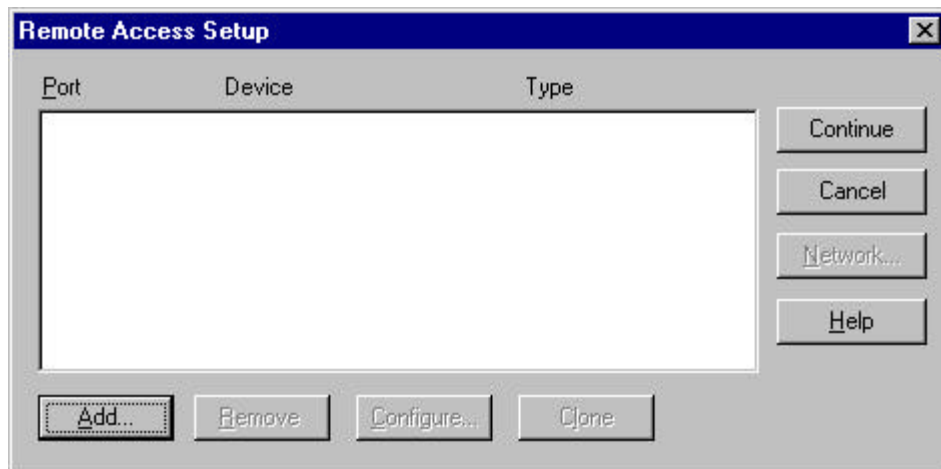 Remote Access Setup
Port Device Type
Continue
Cancel
Network...
Help
Add... Remove Configure... Clone